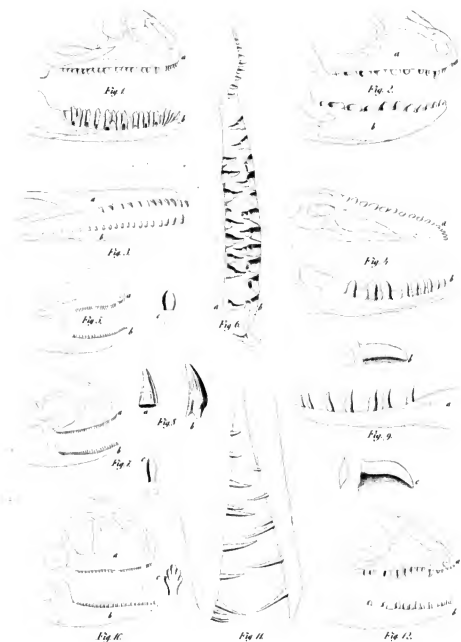 a
Fig. 1.
b
a
Fig. 2.
b
a
b
Fig. 3.
a
Fig. 4.
b
a
Fig. 5.
b
c
a
b
Fig. 6.
a
b
Fig. 7.
c
a
Fig. 8.
b
b
a
Fig. 9.
c
a
b
c
Fig. 10.
Fig. 11.
a
b
Fig. 12.